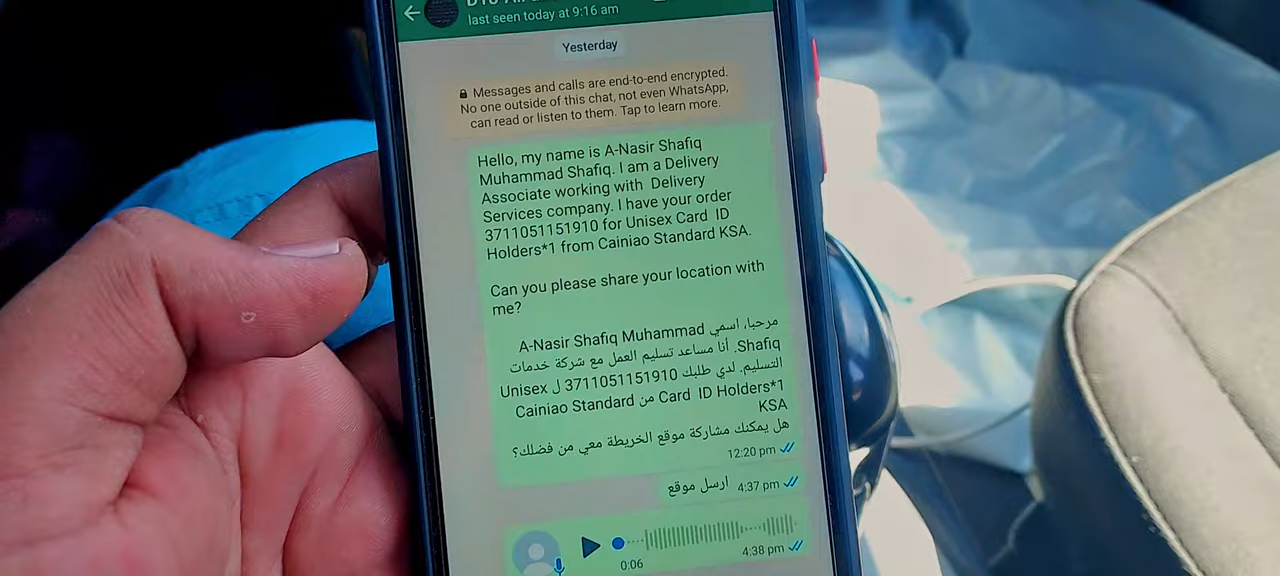 last seen today at 9:16 am
Yesterday
Messages and calls are end-to-end encrypted.
No one outside of this chat, not even WhatsApp,
can read or listen to them. Tap to learn more.
Hello, my name is A-Nasir Shafiq
Muhammad Shafiq. I am a Delivery
Associate working with Delivery
Services company. I have your order
3711051151910 for Unisex Card ID
Holders*1 from Cainiao Standard KSA.
Can you please share your location with
me?
مرحبا، اسمي A-Nasir Shafiq Muhammad
Shafiq. أنا مساعد تسليم العمل مع شركة خدمات
التسليم. لدي طلبك 3711051151910 ل Unisex
Card ID Holders*1 من Cainiao Standard
KSA
هل يمكنك مشاركة موقع الخريطة معي من فضلك؟
12:20 pm
ارسل موقع 4:37 pm
0:06 4:38 pm